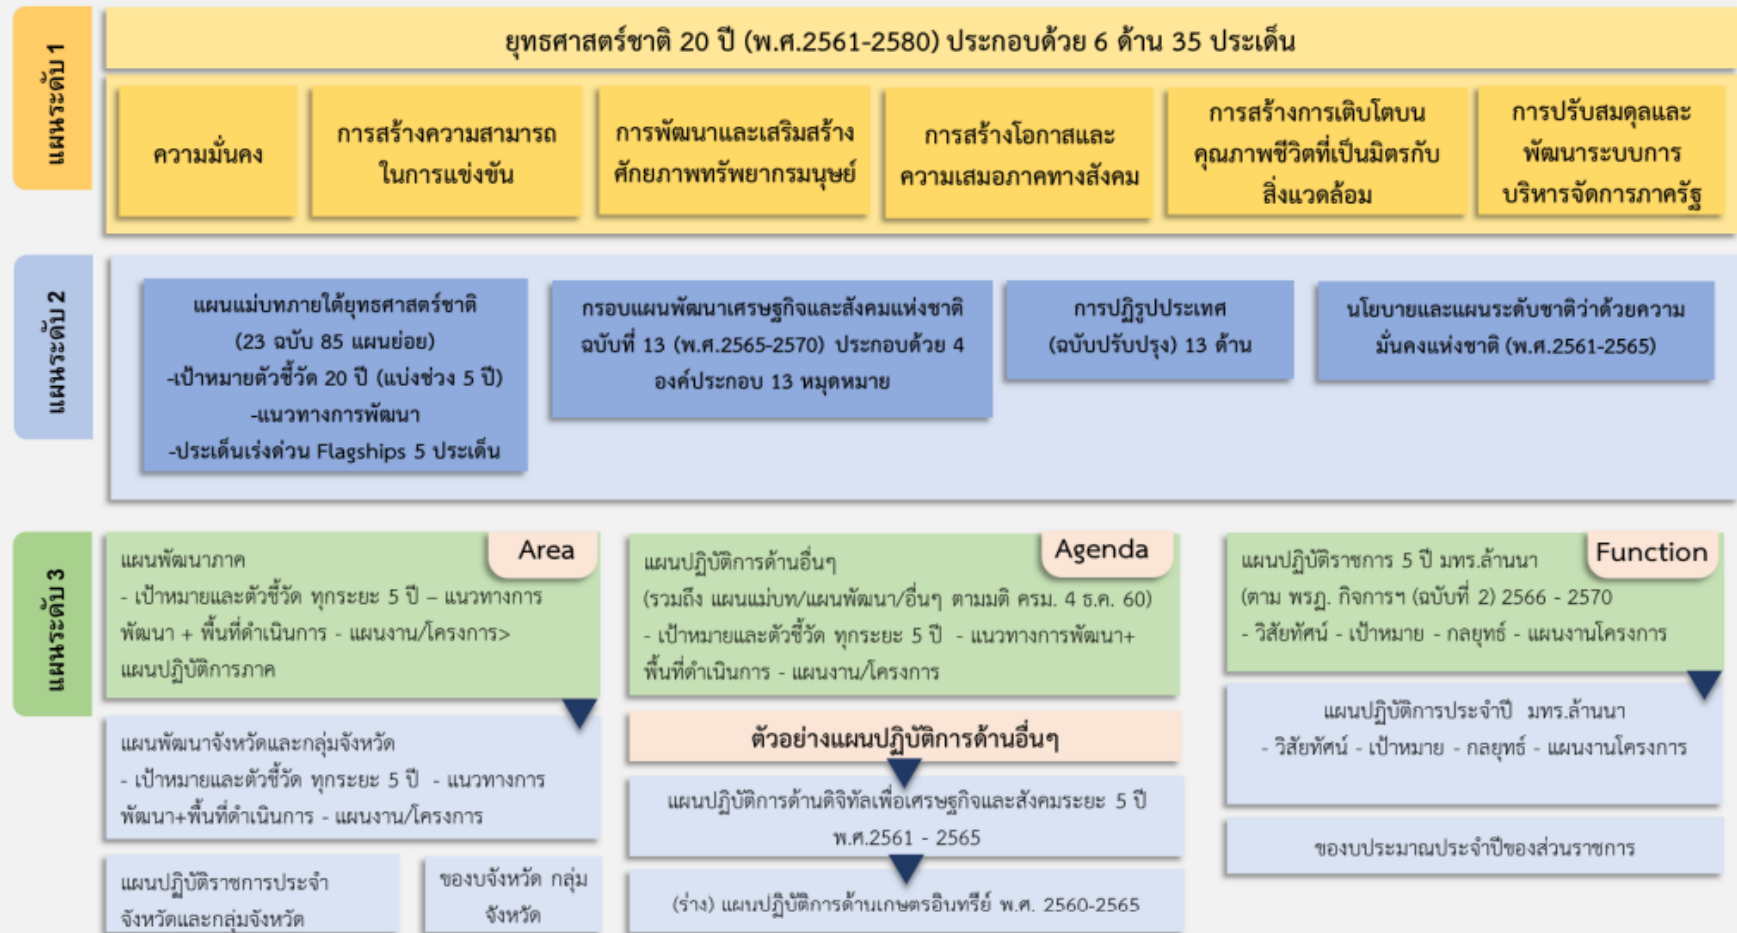 แผนระดับ 1
ยุทธศาสตร์ชาติ 20 ปี (พ.ศ.2561-2580) ประกอบด้วย 6 ด้าน 35 ประเด็น
ความมั่นคง
การสร้างความสามารถ
ในการแข่งขัน
การพัฒนาและเสริมสร้าง
ศักยภาพทรัพยากรมนุษย์
การสร้างโอกาสและ
ความเสมอภาคทางสังคม
การสร้างการเติบโตบน
คุณภาพชีวิตที่เป็นมิตรกับ
สิ่งแวดล้อม
การปรับสมดุลและ
พัฒนาระบบการ
บริหารจัดการภาครัฐ
แผนระดับ 2
แผนแม่บทภายใต้ยุทธศาสตร์ชาติ
(23 ฉบับ 85 แผนย่อย)
-เป้าหมายตัวชี้วัด 20 ปี (แบ่งช่วง 5 ปี)
-แนวทางการพัฒนา
-ประเด็นเร่งด่วน Flagships 5 ประเด็น
กรอบแผนพัฒนาเศรษฐกิจและสังคมแห่งชาติ
ฉบับที่ 13 (พ.ศ.2565-2570) ประกอบด้วย 4
องค์ประกอบ 13 หมุดหมาย
การปฏิรูปประเทศ
(ฉบับปรับปรุง) 13 ด้าน
นโยบายและแผนระดับชาติว่าด้วยความ
มั่นคงแห่งชาติ (พ.ศ.2561-2565)
แผนระดับ 3
Area
แผนพัฒนาภาค
- เป้าหมายและตัวชี้วัด ทุกระยะ 5 ปี – แนวทางการ
พัฒนา + พื้นที่ดำเนินการ - แผนงาน/โครงการ>
แผนปฏิบัติการภาค
แผนพัฒนาจังหวัดและกลุ่มจังหวัด
- เป้าหมายและตัวชี้วัด ทุกระยะ 5 ปี - แนวทางการ
พัฒนา+พื้นที่ดำเนินการ - แผนงาน/โครงการ
แผนปฏิบัติราชการประจำ
จังหวัดและกลุ่มจังหวัด
ของบจังหวัด กลุ่ม
จังหวัด
Agenda
แผนปฏิบัติการด้านอื่นๆ
(รวมถึง แผนแม่บท/แผนพัฒนา/อื่นๆ ตามมติ ครม. 4 ธ.ค. 60)
- เป้าหมายและตัวชี้วัด ทุกระยะ 5 ปี - แนวทางการพัฒนา+
พื้นที่ดำเนินการ - แผนงาน/โครงการ
ตัวอย่างแผนปฏิบัติการด้านอื่นๆ
แผนปฏิบัติการด้านดิจิทัลเพื่อเศรษฐกิจและสังคมระยะ 5 ปี
พ.ศ.2561 - 2565
(ร่าง) แผนปฏิบัติการด้านเกษตรอินทรีย์ พ.ศ. 2560-2565
Function
แผนปฏิบัติราชการ 5 ปี มทร.ล้านนา
(ตาม พรฎ. กิจการฯ (ฉบับที่ 2) 2566 - 2570
- วิสัยทัศน์ - เป้าหมาย - กลยุทธ์ - แผนงานโครงการ
แผนปฏิบัติการประจำปี มทร.ล้านนา
- วิสัยทัศน์ - เป้าหมาย - กลยุทธ์ - แผนงานโครงการ
ของบประมาณประจำปีของส่วนราชการ